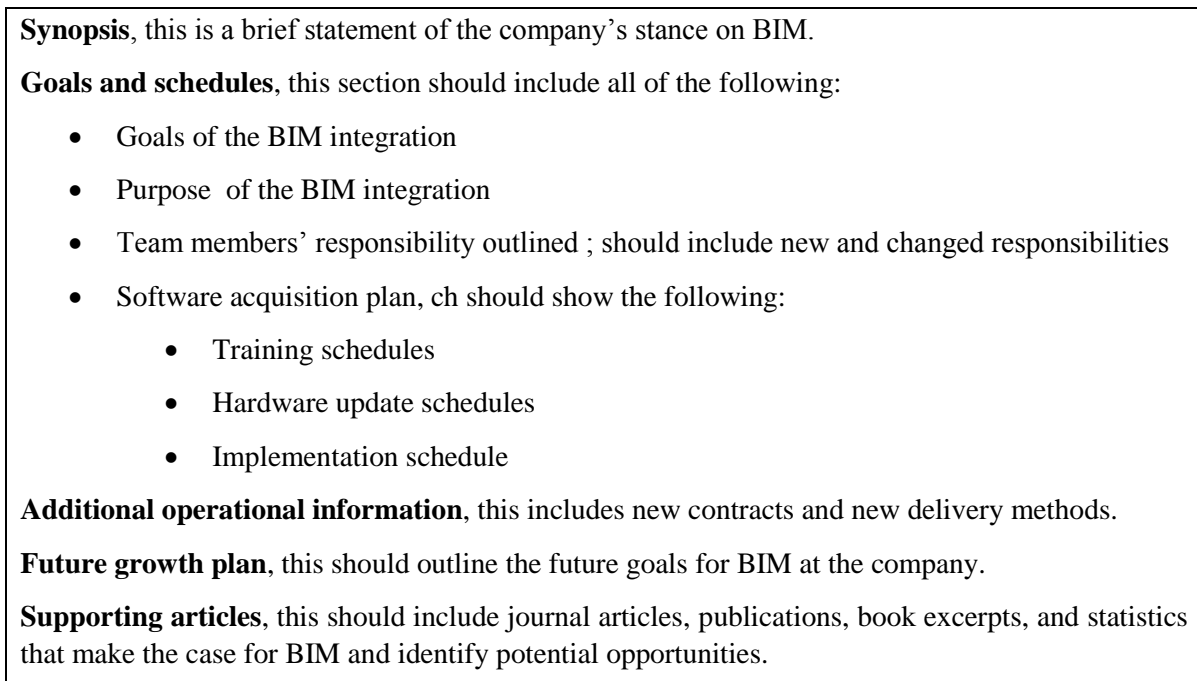 Synopsis, this is a brief statement of the company’s stance on BIM.
Goals and schedules, this section should include all of the following:
• Goals of the BIM integration
• Purpose of the BIM integration
• Team members’ responsibility outlined ; should include new and changed responsibilities
• Software acquisition plan, ch should show the following:
• Training schedules
• Hardware update schedules
• Implementation schedule
Additional operational information, this includes new contracts and new delivery methods.
Future growth plan, this should outline the future goals for BIM at the company.
Supporting articles, this should include journal articles, publications, book excerpts, and statistics
that make the case for BIM and identify potential opportunities.